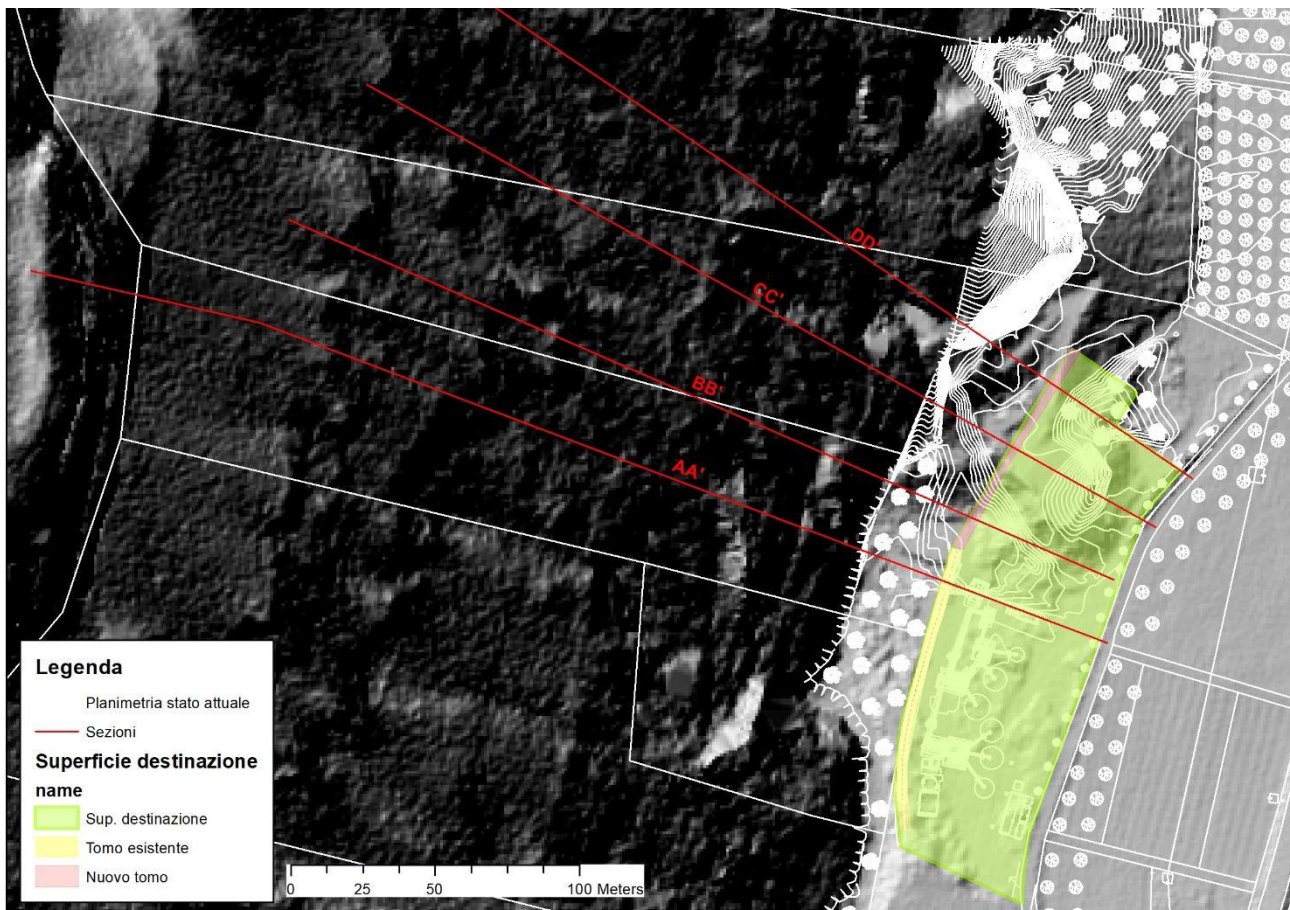 DD'
CC'
BB'
AA'
Legenda
Planimetria stato attuale
Sezioni
Superficie destinazione
name
Sup. destinazione
Tomo esistente
Nuovo tomo
0 25 50 100 Meters